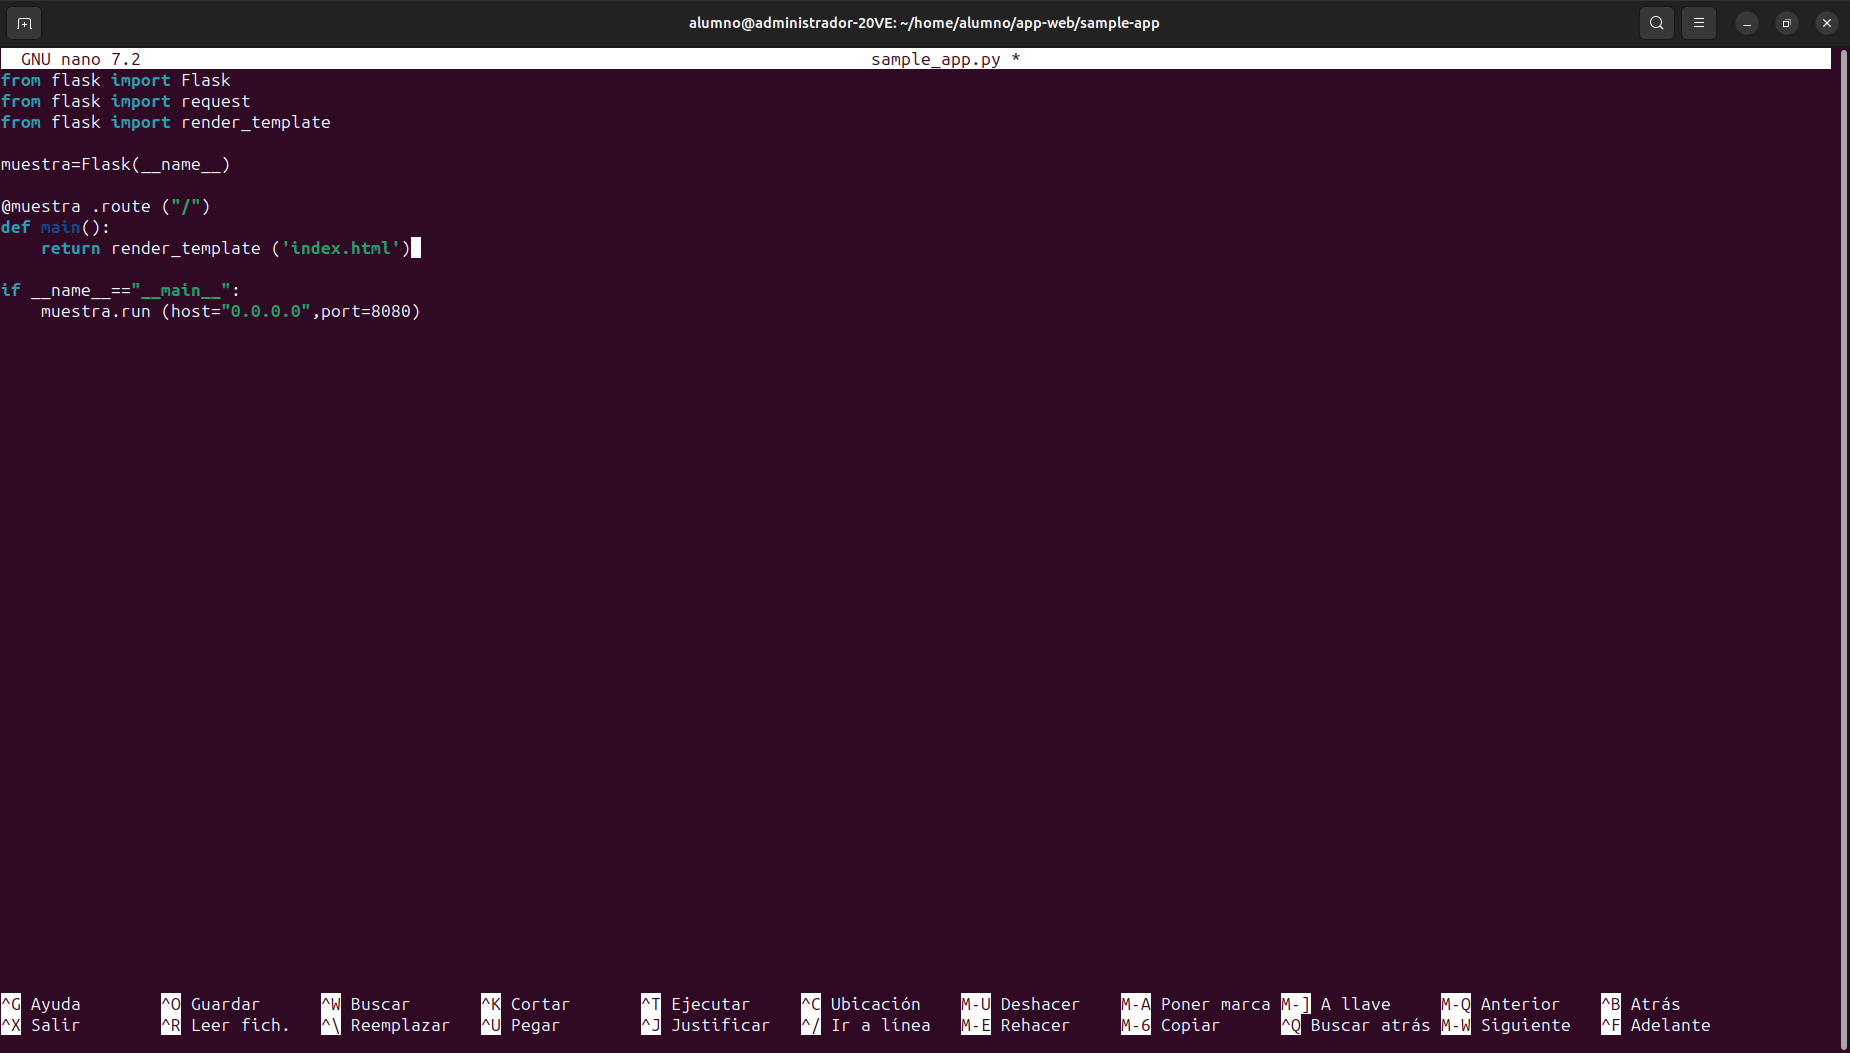 alumno@administrador-20VE: ~/home/alumno/app-web/sample-app
GNU nano 7.2 sample_app.py *
from flask import Flask
from flask import request
from flask import render_template
muestra=Flask(__name__)
@muestra .route ("/")
def main():
    return render_template ('index.html')
if __name__=="__main__":
    muestra.run (host="0.0.0.0",port=8080)
^G Ayuda ^O Guardar ^W Buscar ^K Cortar ^T Ejecutar ^C Ubicación M-U Deshacer M-A Poner marca M-] A llave M-Q Anterior ^B Atrás
^X Salir ^R Leer fich. ^\ Reemplazar ^U Pegar ^J Justificar ^/ Ir a línea M-E Rehacer M-6 Copiar ^Q Buscar atrás M-W Siguiente ^F Adelante